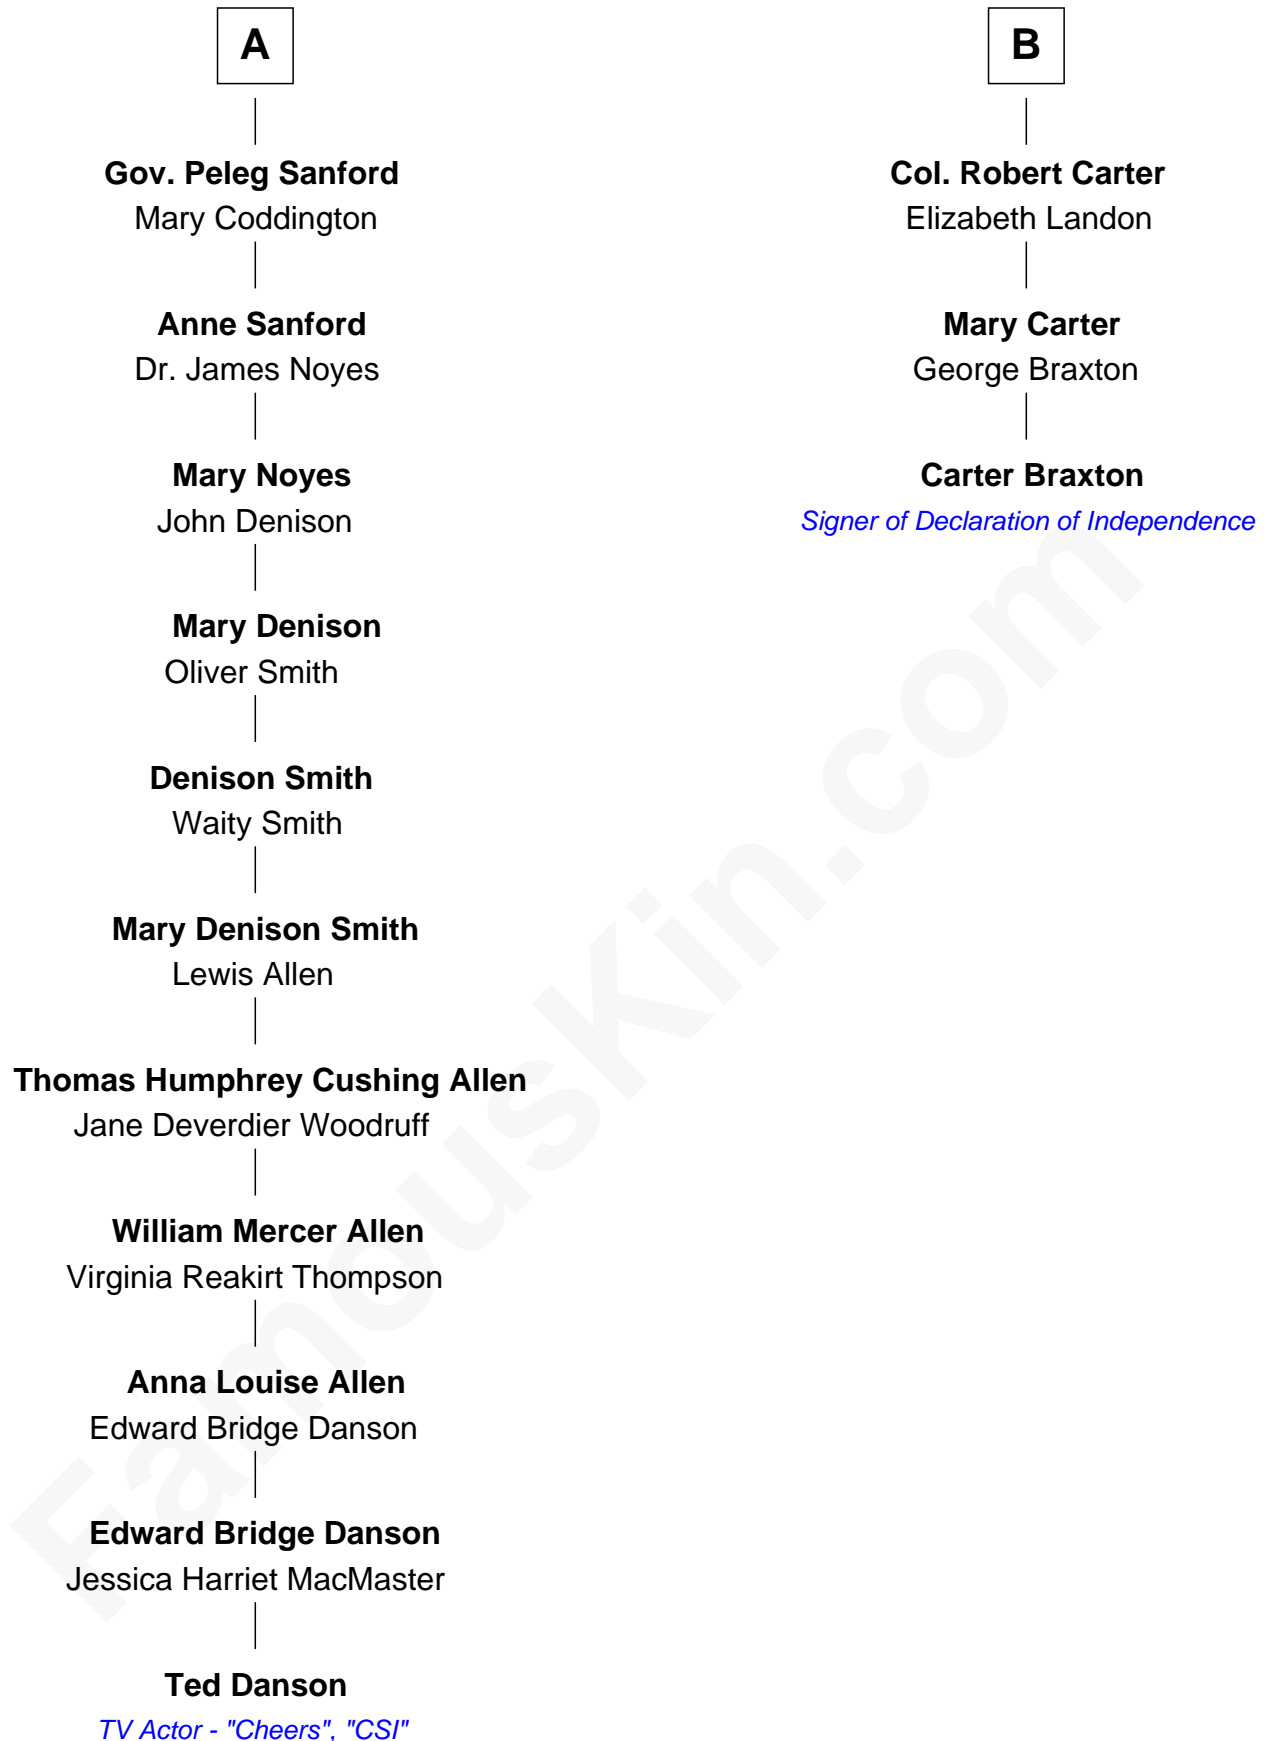 A
Gov. Peleg Sanford
Mary Coddington
Anne Sanford
Dr. James Noyes
Mary Noyes
John Denison
Mary Denison
Oliver Smith
Denison Smith
Waity Smith
Mary Denison Smith
Lewis Allen
Thomas Humphrey Cushing Allen
Jane Deverdier Woodruff
William Mercer Allen
Virginia Reakirt Thompson
Anna Louise Allen
Edward Bridge Danson
Edward Bridge Danson
Jessica Harriet MacMaster
Ted Danson
TV Actor - "Cheers", "CSI"
B
Col. Robert Carter
Elizabeth Landon
Mary Carter
George Braxton
Carter Braxton
Signer of Declaration of Independence
FamousKin.com